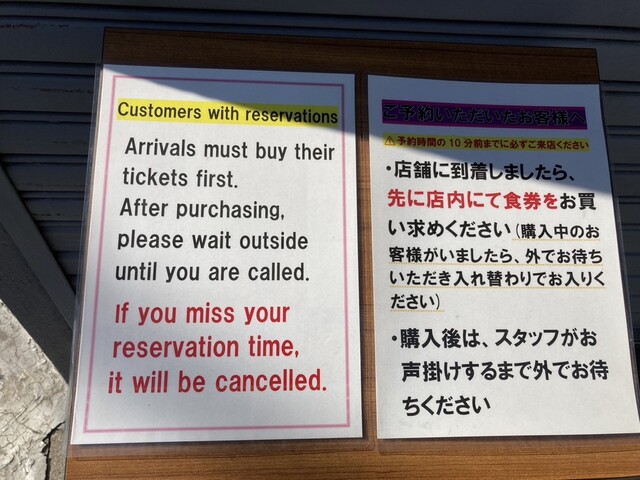 Customers with reservations
Arrivals must buy their
tickets first.
After purchasing,
please wait outside
until you are called.
If you miss your
reservation time,
it will be cancelled.
ご予約いただいたお客様へ
⚠予約時間の10分前までに必ずご来店ください
・店舗に到着しましたら、
先に店内にて食券をお買
い求めください（購入中のお
客様がいましたら、外でお待ち
いただき入れ替わりでお入りく
ださい）
・購入後は、スタッフがお
声掛けするまで外でお待
ちください